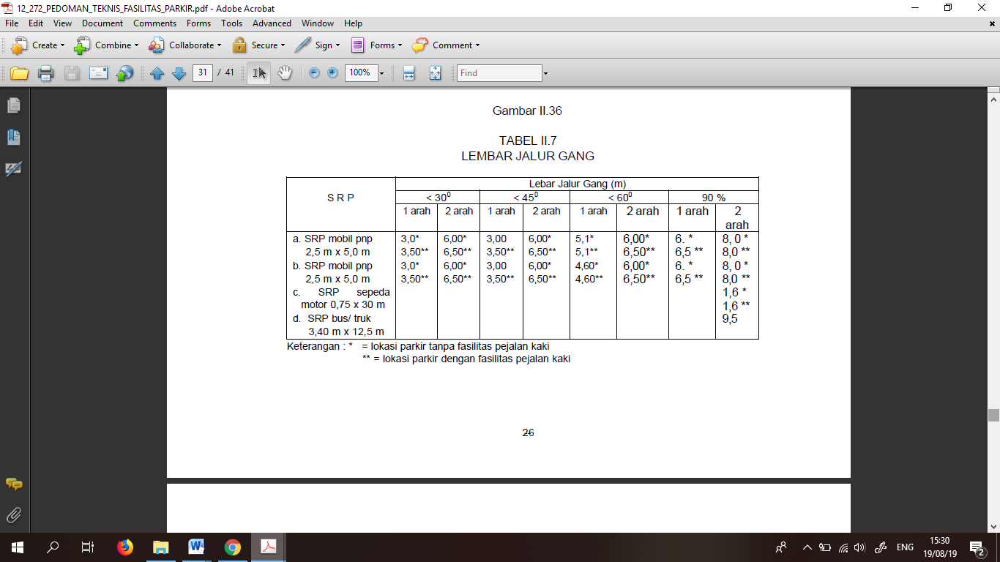 12_272_PEDOMAN_TEKNIS_FASILITAS_PARKIR.pdf - Adobe Acrobat
File Edit View Document Comments Forms Tools Advanced Window Help
Create Combine Collaborate Secure Sign Forms Comment
31 / 41 100% Find
Gambar II.36
TABEL II.7
LEMBAR JALUR GANG
S R P
Lebar Jalur Gang (m)
< 30⁰ < 45⁰ < 60⁰ 90 %
1 arah 2 arah 1 arah 2 arah 1 arah 2 arah 1 arah 2
arah
a. SRP mobil pnp 3,0* 6,00* 3,00 6,00* 5,1* 6,00* 6. * 8, 0 *
2,5 m x 5,0 m 3,50** 6,50** 3,50** 6,50** 5,1** 6,50** 6,5 ** 8,0 **
b. SRP mobil pnp 3,0* 6,00* 3,00 6,00* 4,60* 6,00* 6. * 8, 0 *
2,5 m x 5,0 m 3,50** 6,50** 3,50** 6,50** 4,60** 6,50** 6,5 ** 8,0 **
c. SRP sepeda 1,6 *
motor 0,75 x 30 m 1,6 **
d. SRP bus/ truk 9,5
3,40 m x 12,5 m
Keterangan : * = lokasi parkir tanpa fasilitas pejalan kaki
** = lokasi parkir dengan fasilitas pejalan kaki
26
ENG
15:30
19/08/19
2